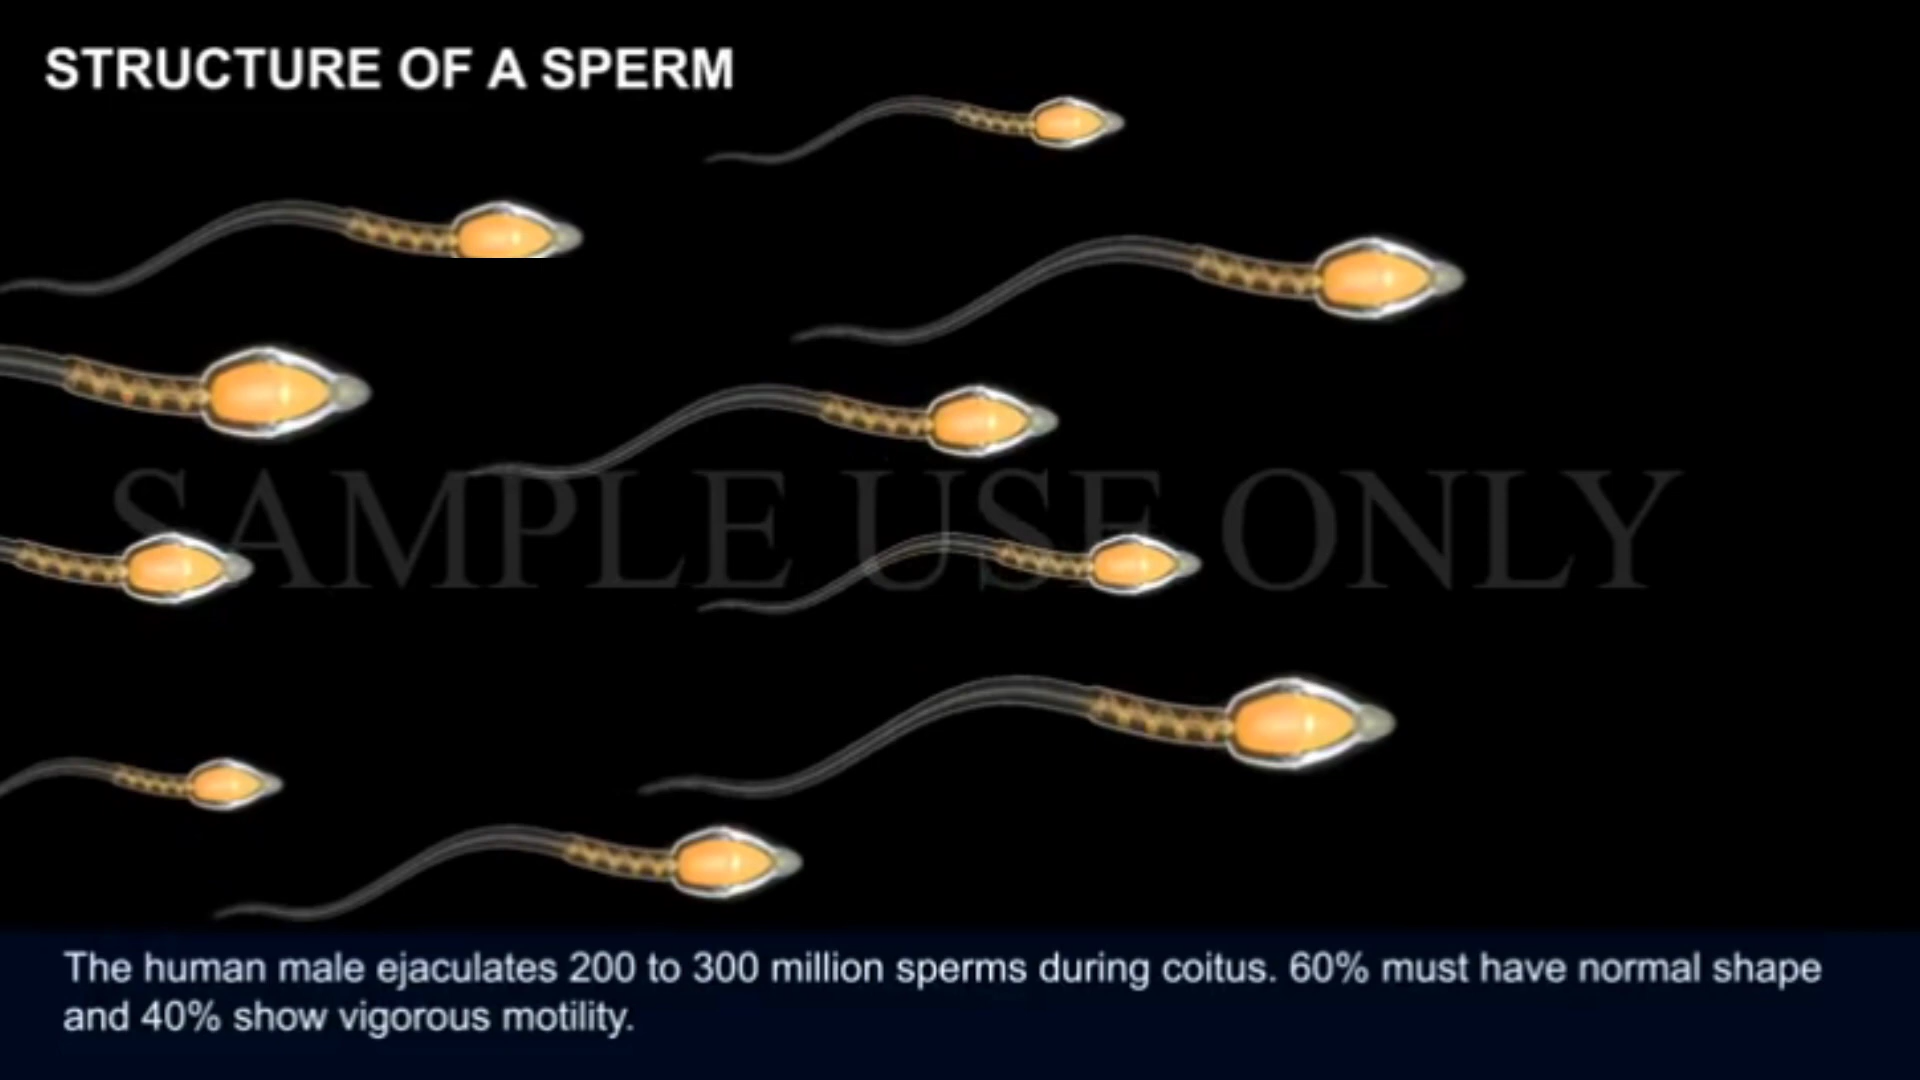 STRUCTURE OF A SPERM
SAMPLE USE ONLY
The human male ejaculates 200 to 300 million sperms during coitus. 60% must have normal shape
and 40% show vigorous motility.